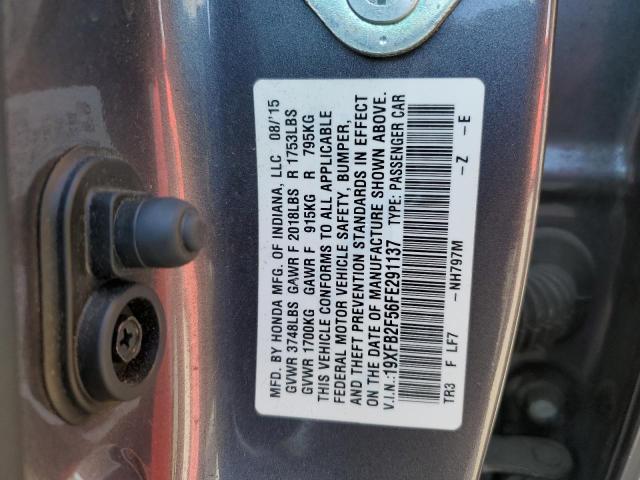 MFD. BY HONDA MFG. OF INDIANA, LLC 08/'15
GVWR 3748LBS GAWR F 2018LBS R 1753LBS
GVWR 1700KG GAWR F 915KG R 795KG
THIS VEHICLE CONFORMS TO ALL APPLICABLE
FEDERAL MOTOR VEHICLE SAFETY, BUMPER,
AND THEFT PREVENTION STANDARDS IN EFFECT
ON THE DATE OF MANUFACTURE SHOWN ABOVE.
V.I.N.:19XFB2F56FE291137 TYPE: PASSENGER CAR
TR3 F LF7 -NH797M -Z -E